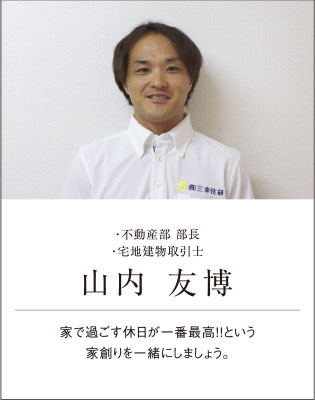 ㈱三幸住研
・不動産部 部長
・宅地建物取引士
山内 友博
家で過ごす休日が一番最高!!という
家創りを一緒にしましょう。